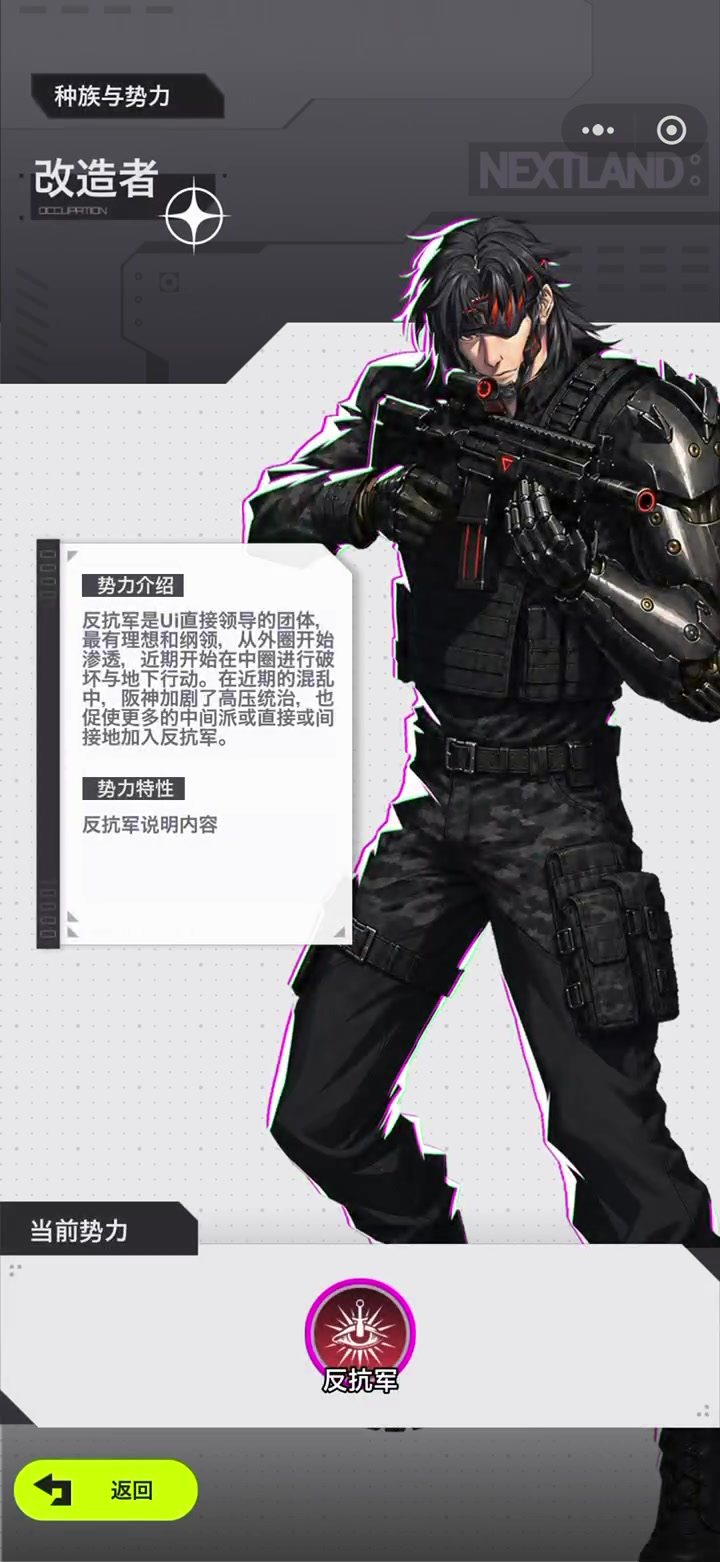 种族与势力
改造者
OCCUPATION
NEXTLAND
势力介绍
反抗军是Ui直接领导的团体,
最有理想和纲领，从外圈开始
渗透，近期开始在中圈进行破
坏与地下行动。在近期的混乱
中，阪神加剧了高压统治，也
促使更多的中间派或直接或间
接地加入反抗军。
势力特性
反抗军说明内容
当前势力
反抗军
返回